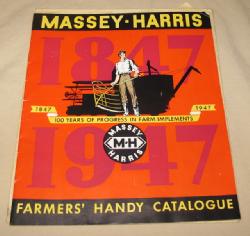 MASSEY-HARRIS
1847
1847 1947
100 YEARS OF PROGRESS IN FARM IMPLEMENTS
MASSEY
M-H
HARRIS
1947
FARMERS' HANDY CATALOGUE